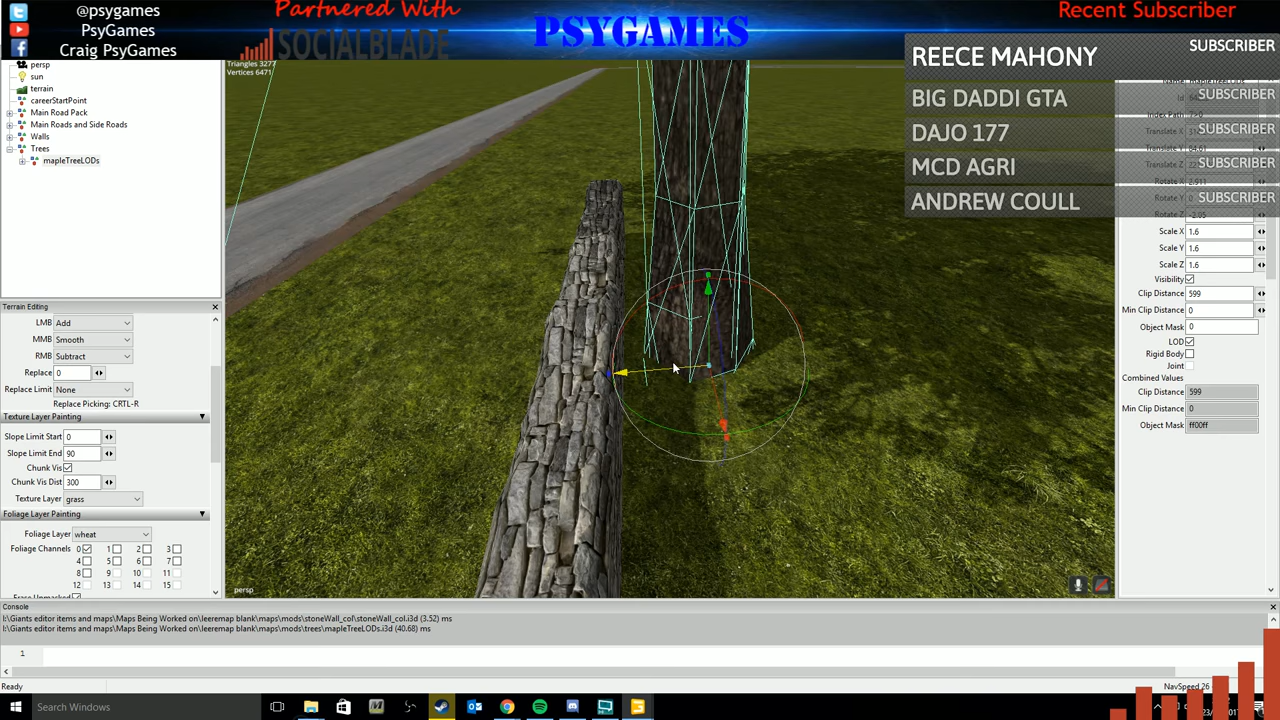 @psygames
PsyGames
Craig PsyGames
Partnered With
SOCIALBLADE
PSYGAMES
Recent Subscriber
REECE MAHONY SUBSCRIBER
BIG DADDI GTA SUBSCRIBER
DAJO 177 SUBSCRIBER
MCD AGRI SUBSCRIBER
ANDREW COULL SUBSCRIBER
persp
sun
terrain
careerStartPoint
Main Road Pack
Main Roads and Side Roads
Walls
Trees
mapleTreeLODs
Triangles 3277
Vertices 6471
Terrain Editing
LMB Add
MMB Smooth
RMB Subtract
Replace 0
Replace Limit None
Replace Picking: CRTL-R
Texture Layer Painting
Slope Limit Start 0
Slope Limit End 90
Chunk Vis
Chunk Vis Dist 300
Texture Layer grass
Foliage Layer Painting
Foliage Layer wheat
Foliage Channels 0 1 2 3
4 5 6 7
8 9 10 11
12 13 14 15
Erase Unmasked
persp
Scale X 1.6
Scale Y 1.6
Scale Z 1.6
Visibility
Clip Distance 599
Min Clip Distance 0
Object Mask 0
LOD
Rigid Body
Joint
Combined Values
Clip Distance 599
Min Clip Distance 0
Object Mask ff00ff
Console
I:\Giants editor items and maps\Maps Being Worked on\leeremap blank\maps\mods\stoneWall_col\stoneWall_col.i3d (3.52) ms
I:\Giants editor items and maps\Maps Being Worked on\leeremap blank\maps\mods\trees\mapleTreeLODs.i3d (40.68) ms
1
Ready
NavSpeed 26
Search Windows